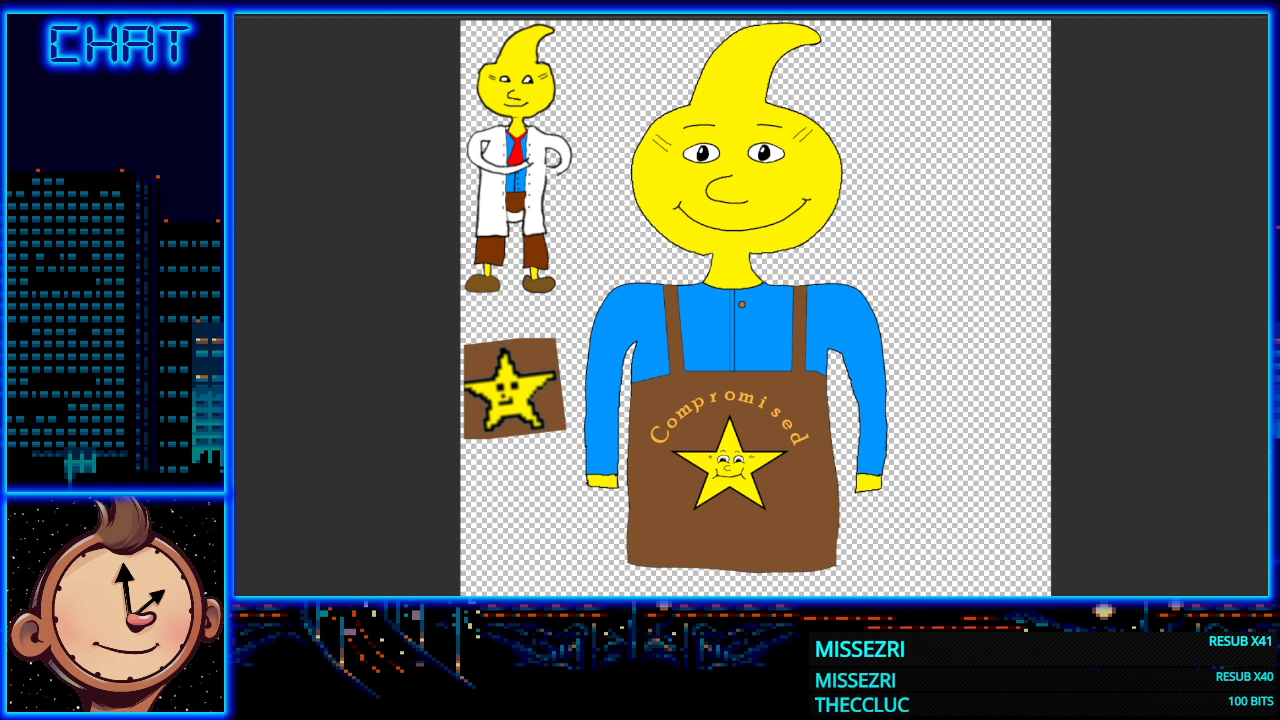 CHAT
Compromised
MISSEZRI RESUB X41
MISSEZRI RESUB X40
THECCLUC 100 BITS